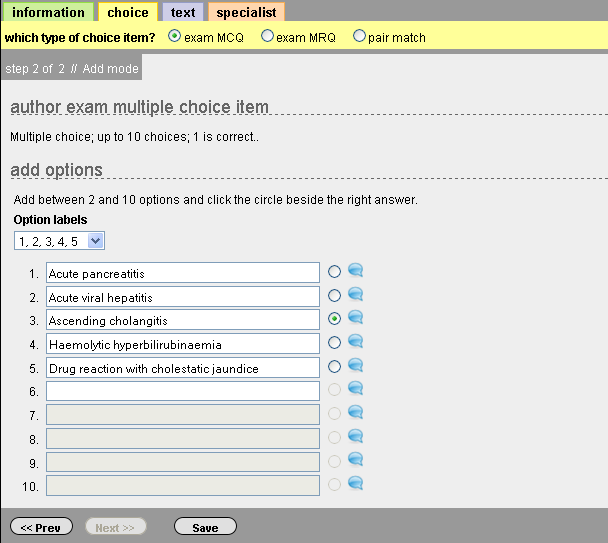 information choice text specialist
which type of choice item? exam MCQ exam MRQ pair match
step 2 of 2 // Add mode
author exam multiple choice item
Multiple choice; up to 10 choices; 1 is correct..
add options
Add between 2 and 10 options and click the circle beside the right answer.
Option labels
1, 2, 3, 4, 5
1. Acute pancreatitis
2. Acute viral hepatitis
3. Ascending cholangitis
4. Haemolytic hyperbilirubinaemia
5. Drug reaction with cholestatic jaundice
6.
7.
8.
9.
10.
<< Prev Next >> Save